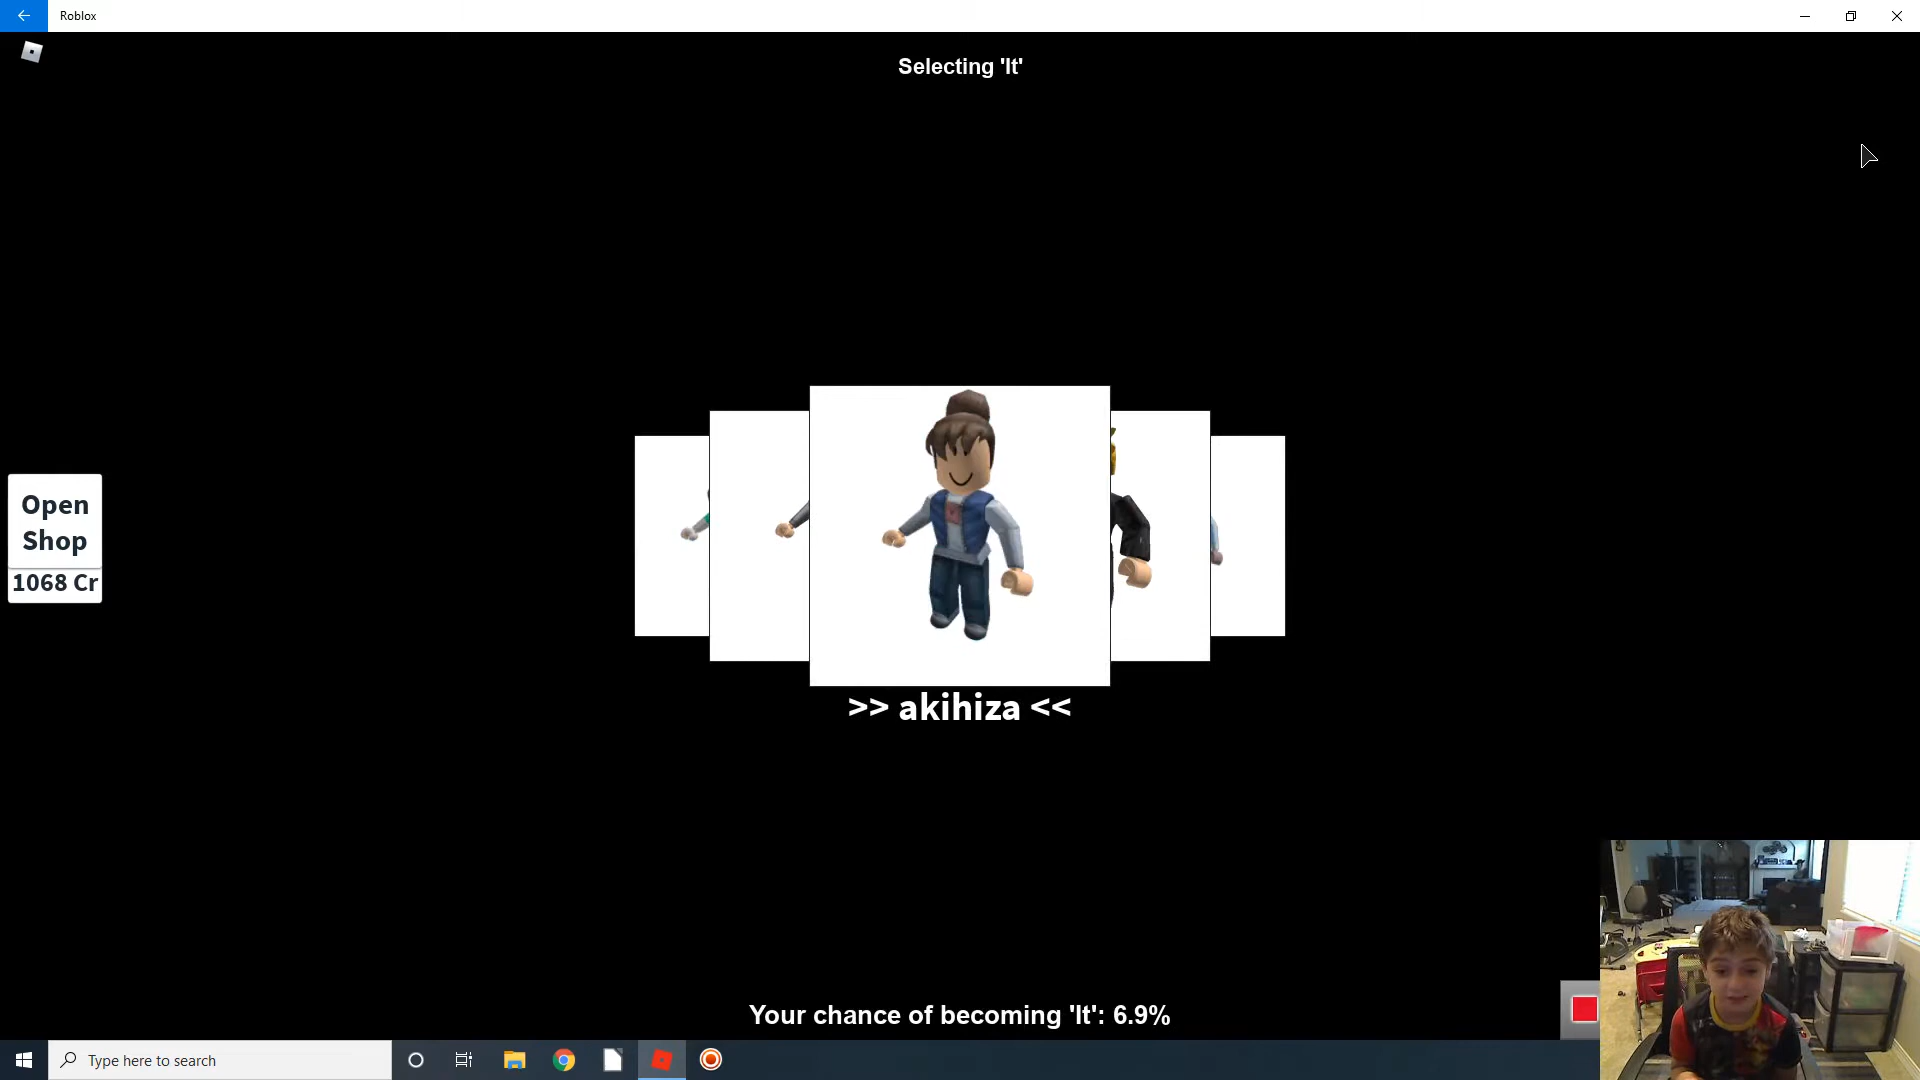 Roblox
Selecting 'It'
Open
Shop
1068 Cr
>> akihiza <<
Your chance of becoming 'It': 6.9%
Type here to search